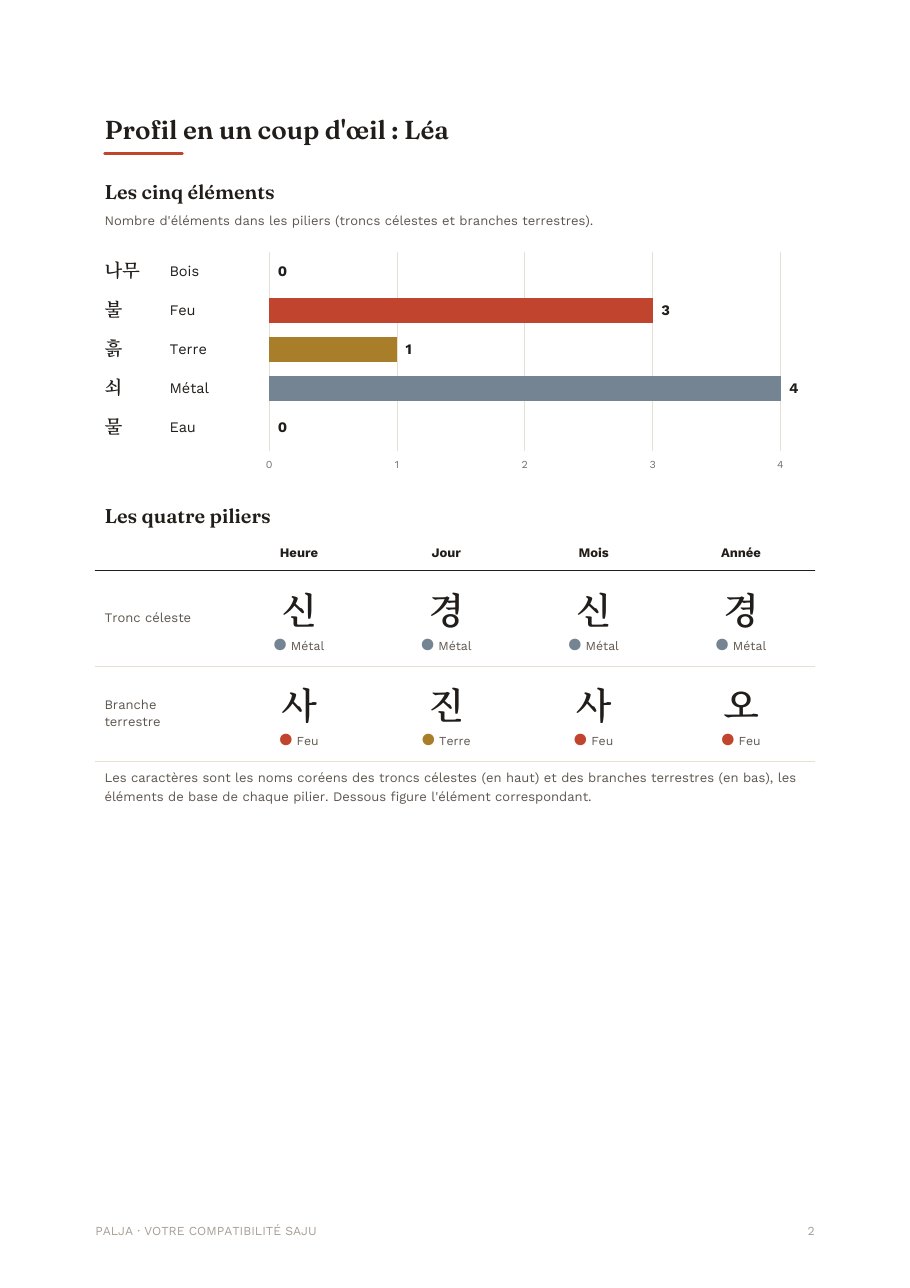 Profil en un coup d'œil : Léa
Les cinq éléments
Nombre d'éléments dans les piliers (troncs célestes et branches terrestres).
나무 Bois 0
불 Feu 3
흙 Terre 1
쇠 Métal 4
물 Eau 0
0 1 2 3 4
Les quatre piliers
Heure Jour Mois Année
Tronc céleste
신 경 신 경
Métal Métal Métal Métal
Branche
terrestre
사 진 사 오
Feu Terre Feu Feu
Les caractères sont les noms coréens des troncs célestes (en haut) et des branches terrestres (en bas), les
éléments de base de chaque pilier. Dessous figure l'élément correspondant.
PALJA · VOTRE COMPATIBILITÉ SAJU 2